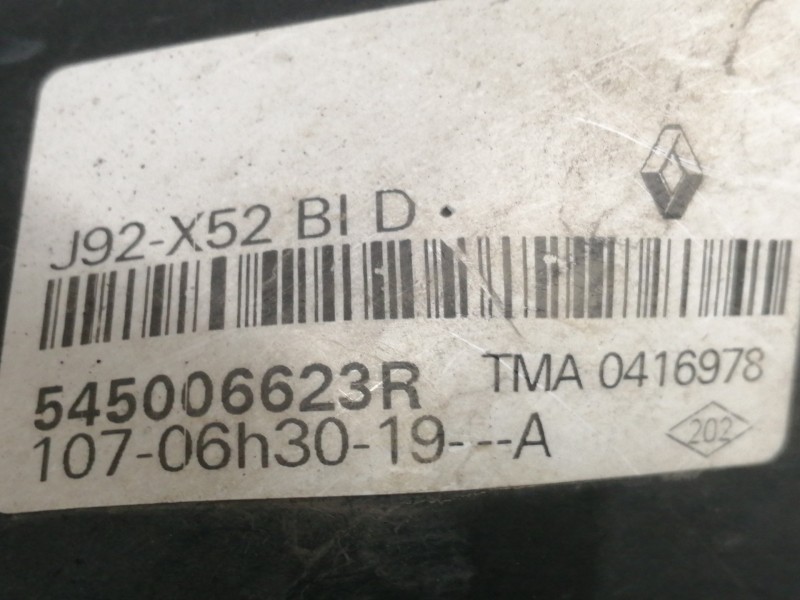 J92-X52 BI D
545006623R TMA 0416978
107-06h30-19---A
202